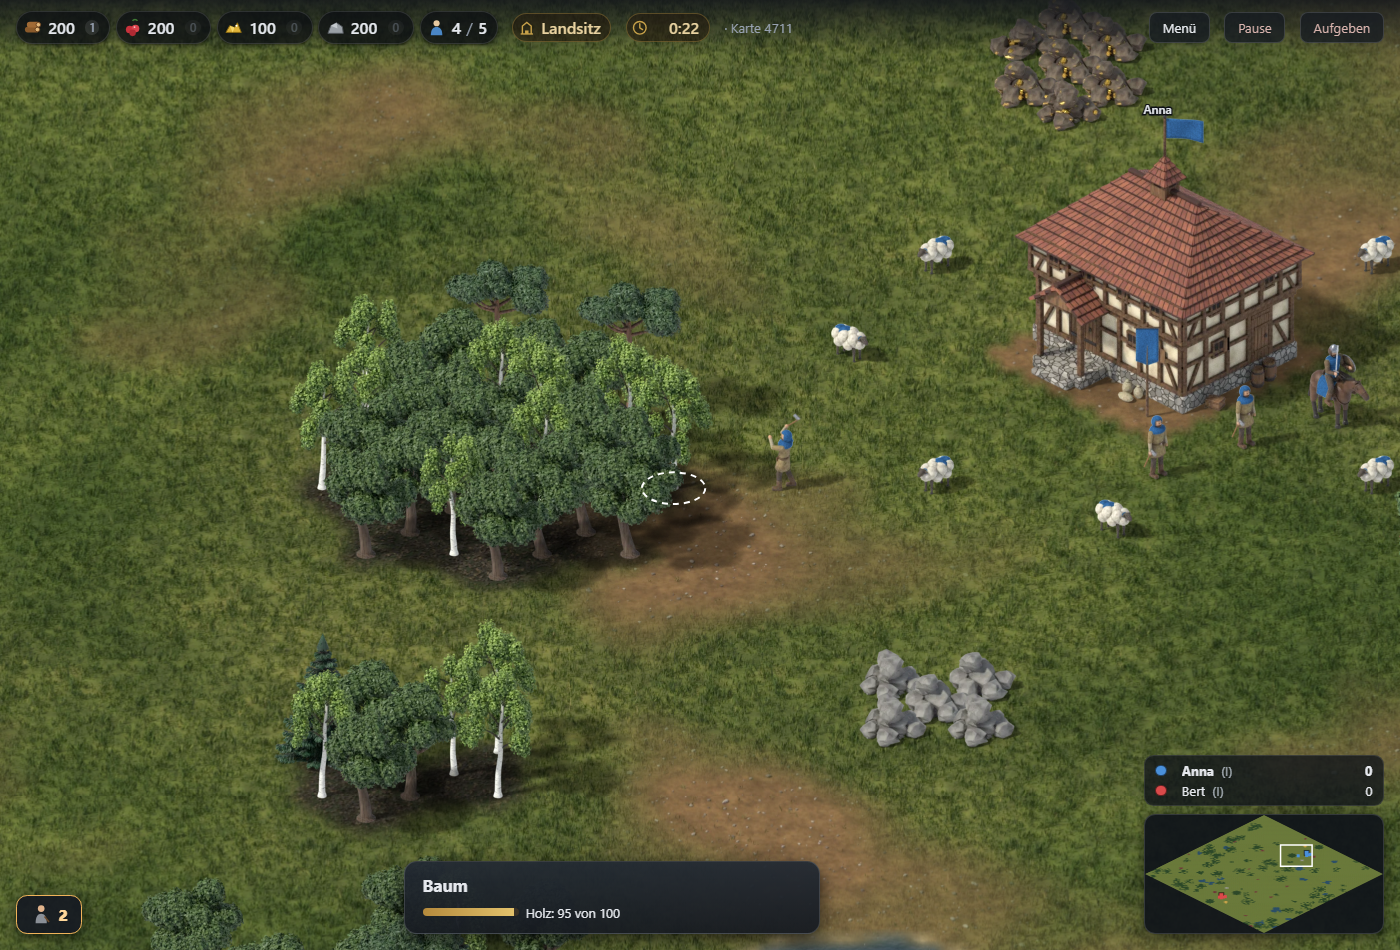 200 1 200 0 100 0 200 0 4 / 5 Landsitz 0:22 · Karte 4711 Menü Pause Aufgeben
Anna
Anna (I) 0
Bert (I) 0
Baum
Holz: 95 von 100
2